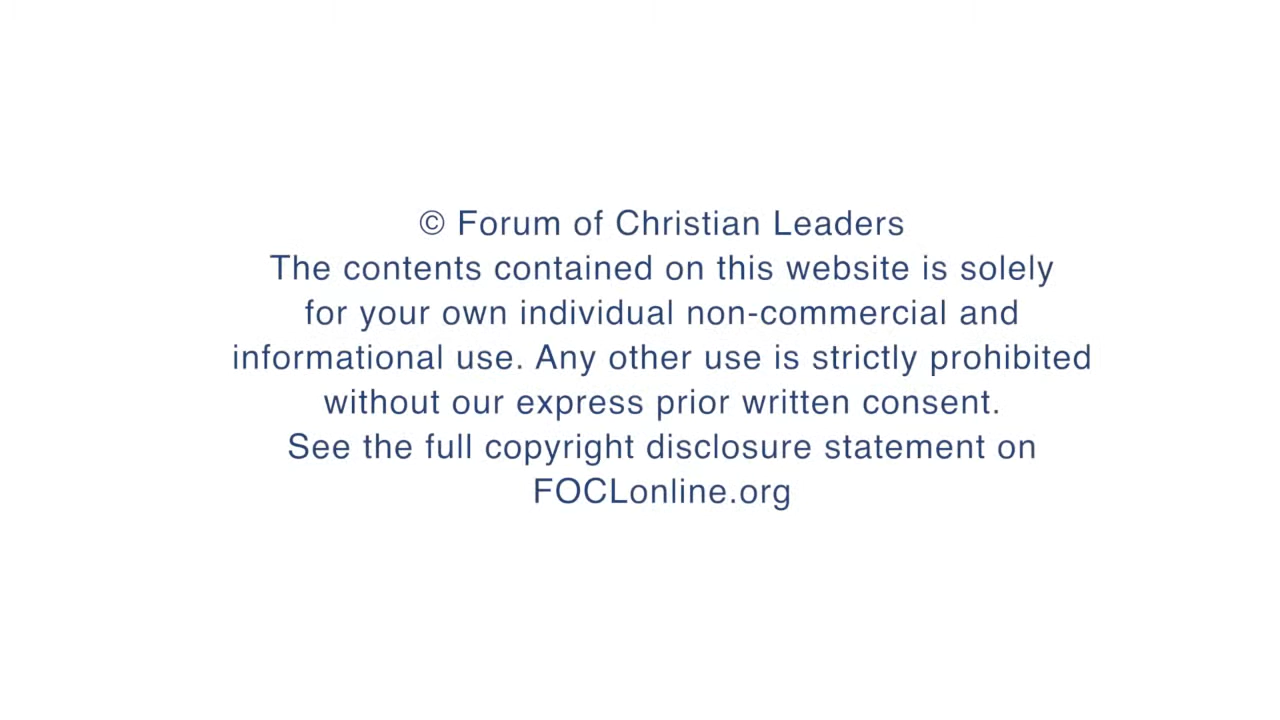 © Forum of Christian Leaders
The contents contained on this website is solely
for your own individual non-commercial and
informational use. Any other use is strictly prohibited
without our express prior written consent.
See the full copyright disclosure statement on
FOCLonline.org